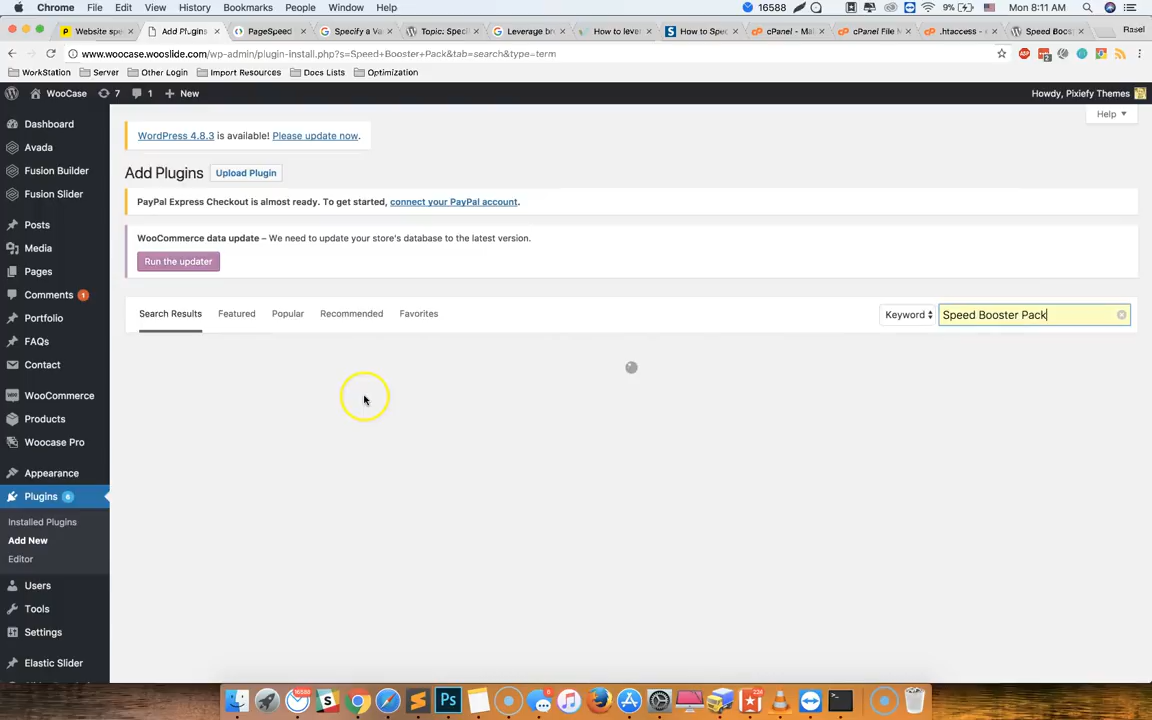 Chrome File Edit View History Bookmarks People Window Help 16588 9% Mon 8:11 AM
Website spe Add Plugins PageSpeed Specify a Va Topic: Speci Leverage br How to leve How to Spee cPanel - Mai cPanel File M .htaccess - c Speed Boos Rasel
www.woocase.wooslide.com/wp-admin/plugin-install.php?s=Speed+Booster+Pack&tab=search&type=term
WorkStation Server Other Login Import Resources Docs Lists Optimization
WooCase 7 1 New Howdy, Pixiefy Themes
Help
Dashboard
Avada
Fusion Builder
Fusion Slider
Posts
Media
Pages
Comments 1
Portfolio
FAQs
Contact
WooCommerce
Products
Woocase Pro
Appearance
Plugins 6
Installed Plugins
Add New
Editor
Users
Tools
Settings
Elastic Slider
WordPress 4.8.3 is available! Please update now.
Add Plugins Upload Plugin
PayPal Express Checkout is almost ready. To get started, connect your PayPal account.
WooCommerce data update – We need to update your store's database to the latest version.
Run the updater
Search Results Featured Popular Recommended Favorites Keyword Speed Booster Pack
16588 Ps